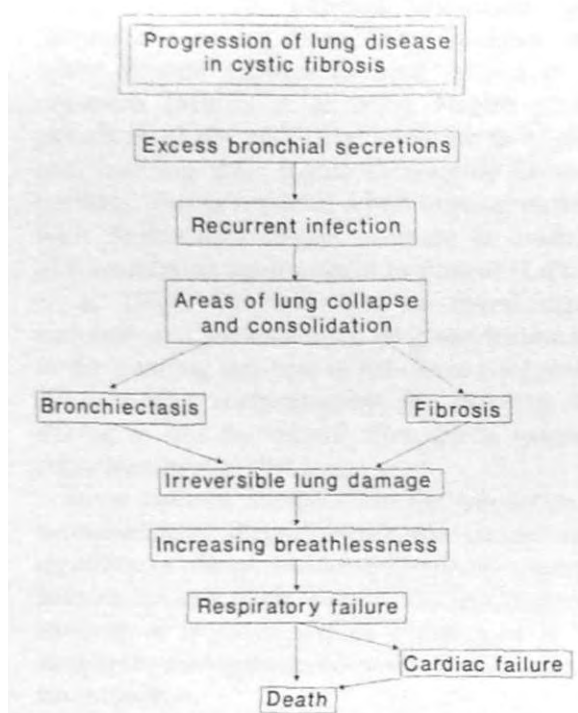 Progression of lung disease
in cystic fibrosis
Excess bronchial secretions
Recurrent infection
Areas of lung collapse
and consolidation
Bronchiectasis
Fibrosis
Irreversible lung damage
Increasing breathlessness
Respiratory failure
Cardiac failure
Death